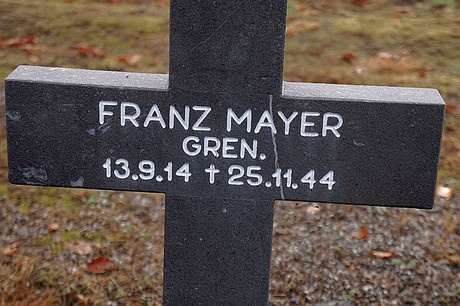 FRANZ MAYER
GREN.
13.9.14 † 25.11.44